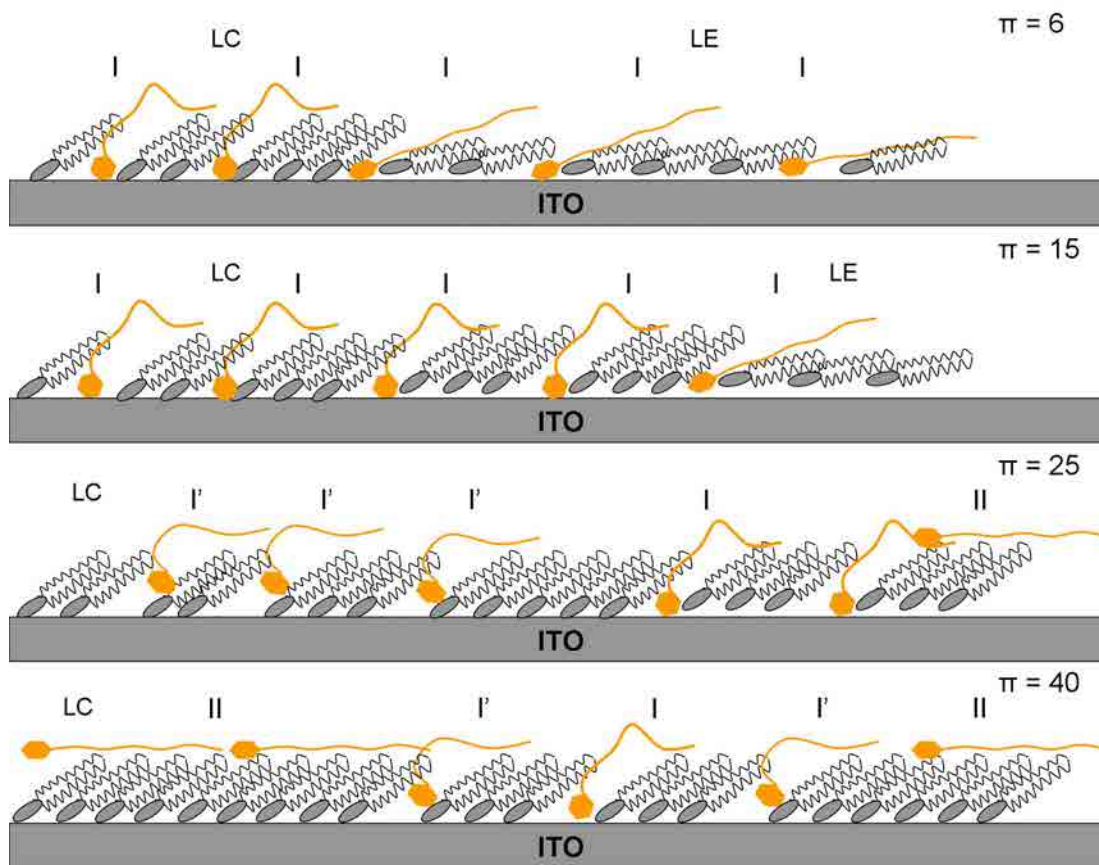 π = 6
LC LE
I I I I I
ITO
π = 15
LC LE
I I I I I
ITO
π = 25
LC I' I' I' I II
ITO
π = 40
LC II I' I I' II
ITO